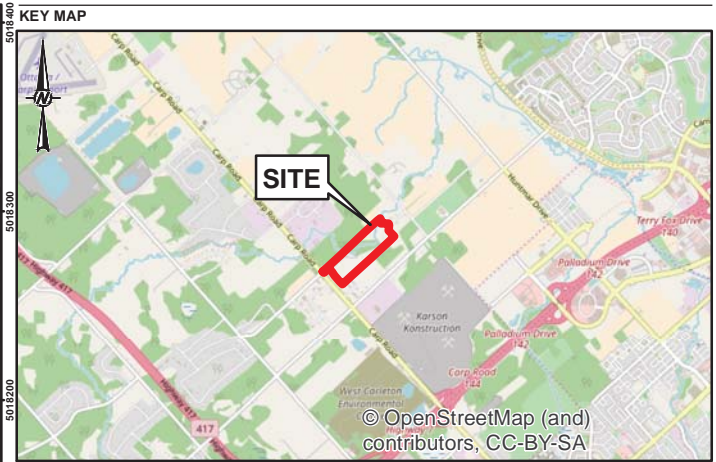 KEY MAP
5018400
5018300
5018200
N
Carp Road
Carp Road
Carp Road
Carp Road
Carp Road
SITE
Huntmar Drive
Terry Fox Drive
140
Palladium Drive
142
Karson
Konstruction
Palladium Drive
142
Carp Road
144
West Carleton
Environmental
Highway 417
417
© OpenStreetMap (and)
contributors, CC-BY-SA